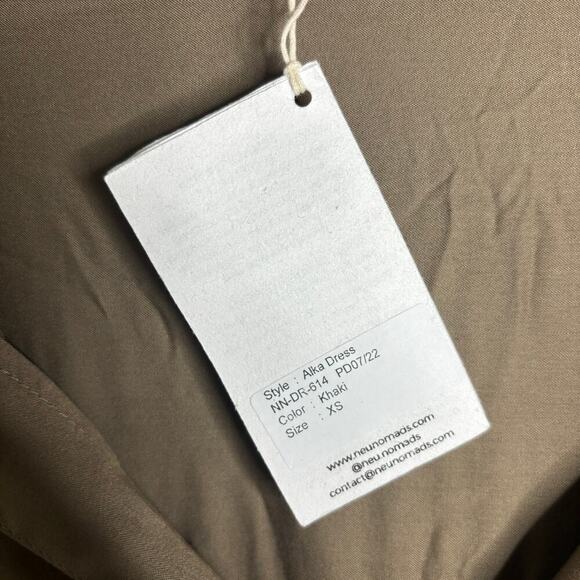 Style : Alka Dress
NN-DR-614 PD07/22
Color : Khaki
Size : XS
www.neunomads.com
@neu.nomads
contact@neunomads.com